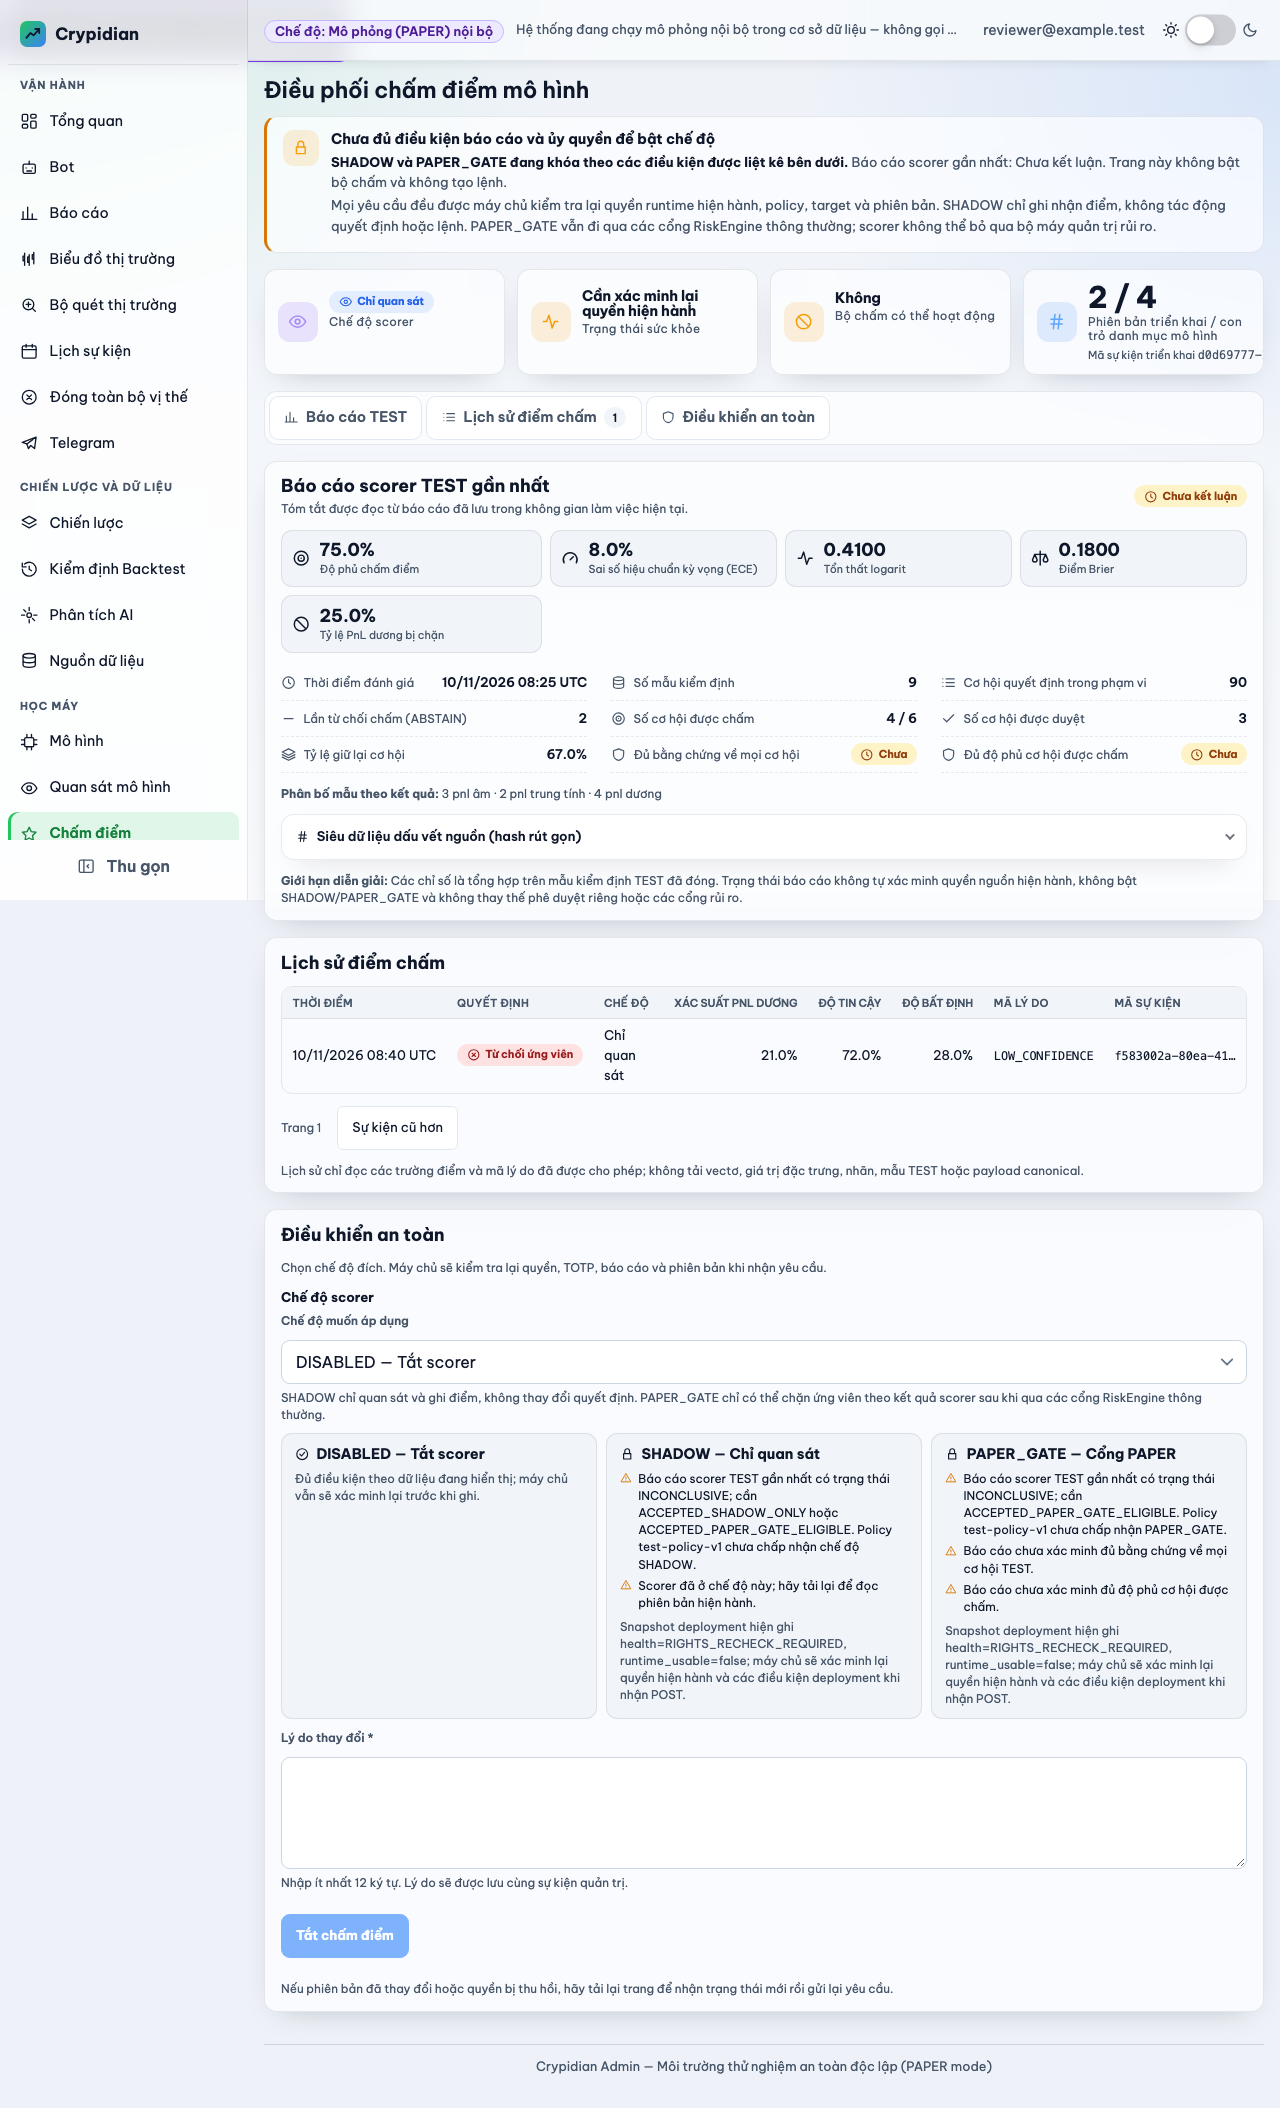 Crypidian
VẬN HÀNH
Tổng quan
Bot
Báo cáo
Biểu đồ thị trường
Bộ quét thị trường
Lịch sự kiện
Đóng toàn bộ vị thế
Telegram
CHIẾN LƯỢC VÀ DỮ LIỆU
Chiến lược
Kiểm định Backtest
Phân tích AI
Nguồn dữ liệu
HỌC MÁY
Mô hình
Quan sát mô hình
Chấm điểm
Thu gọn
Chế độ: Mô phỏng (PAPER) nội bộ
Hệ thống đang chạy mô phỏng nội bộ trong cơ sở dữ liệu — không gọi ...
reviewer@example.test
Điều phối chấm điểm mô hình
Chưa đủ điều kiện báo cáo và ủy quyền để bật chế độ
SHADOW và PAPER_GATE đang khóa theo các điều kiện được liệt kê bên dưới. Báo cáo scorer gần nhất: Chưa kết luận. Trang này không bật
bộ chấm và không tạo lệnh.
Mọi yêu cầu đều được máy chủ kiểm tra lại quyền runtime hiện hành, policy, target và phiên bản. SHADOW chỉ ghi nhận điểm, không tác động
quyết định hoặc lệnh. PAPER_GATE vẫn đi qua các cổng RiskEngine thông thường; scorer không thể bỏ qua bộ máy quản trị rủi ro.
Chỉ quan sát
Chế độ scorer
Cần xác minh lại
quyền hiện hành
Trạng thái sức khỏe
Không
Bộ chấm có thể hoạt động
2 / 4
Phiên bản triển khai / con
trỏ danh mục mô hình
Mã sự kiện triển khai d0d69777–
Báo cáo TEST
Lịch sử điểm chấm 1
Điều khiển an toàn
Báo cáo scorer TEST gần nhất
Tóm tắt được đọc từ báo cáo đã lưu trong không gian làm việc hiện tại.
Chưa kết luận
75.0%
Độ phủ chấm điểm
8.0%
Sai số hiệu chuẩn kỳ vọng (ECE)
0.4100
Tổn thất logarit
0.1800
Điểm Brier
25.0%
Tỷ lệ PnL dương bị chặn
Thời điểm đánh giá 10/11/2026 08:25 UTC
Số mẫu kiểm định 9
Cơ hội quyết định trong phạm vi 90
Lần từ chối chấm (ABSTAIN) 2
Số cơ hội được chấm 4 / 6
Số cơ hội được duyệt 3
Tỷ lệ giữ lại cơ hội 67.0%
Đủ bằng chứng về mọi cơ hội Chưa
Đủ độ phủ cơ hội được chấm Chưa
Phân bố mẫu theo kết quả: 3 pnl âm · 2 pnl trung tính · 4 pnl dương
Siêu dữ liệu dấu vết nguồn (hash rút gọn)
Giới hạn diễn giải: Các chỉ số là tổng hợp trên mẫu kiểm định TEST đã đóng. Trạng thái báo cáo không tự xác minh quyền nguồn hiện hành, không bật
SHADOW/PAPER_GATE và không thay thế phê duyệt riêng hoặc các cổng rủi ro.
Lịch sử điểm chấm
THỜI ĐIỂM QUYẾT ĐỊNH CHẾ ĐỘ XÁC SUẤT PNL DƯƠNG ĐỘ TIN CẬY ĐỘ BẤT ĐỊNH MÃ LÝ DO MÃ SỰ KIỆN
10/11/2026 08:40 UTC Từ chối ứng viên Chỉ quan sát 21.0% 72.0% 28.0% LOW_CONFIDENCE f583002a–80ea–41…
Trang 1
Sự kiện cũ hơn
Lịch sử chỉ đọc các trường điểm và mã lý do đã được cho phép; không tải vectơ, giá trị đặc trưng, nhãn, mẫu TEST hoặc payload canonical.
Điều khiển an toàn
Chọn chế độ đích. Máy chủ sẽ kiểm tra lại quyền, TOTP, báo cáo và phiên bản khi nhận yêu cầu.
Chế độ scorer
Chế độ muốn áp dụng
DISABLED — Tắt scorer
SHADOW chỉ quan sát và ghi điểm, không thay đổi quyết định. PAPER_GATE chỉ có thể chặn ứng viên theo kết quả scorer sau khi qua các cổng RiskEngine thông
thường.
DISABLED — Tắt scorer
Đủ điều kiện theo dữ liệu đang hiển thị; máy chủ
vẫn sẽ xác minh lại trước khi ghi.
SHADOW — Chỉ quan sát
Báo cáo scorer TEST gần nhất có trạng thái
INCONCLUSIVE; cần
ACCEPTED_SHADOW_ONLY hoặc
ACCEPTED_PAPER_GATE_ELIGIBLE. Policy
test-policy-v1 chưa chấp nhận chế độ
SHADOW.
Scorer đã ở chế độ này; hãy tải lại để đọc
phiên bản hiện hành.
Snapshot deployment hiện ghi
health=RIGHTS_RECHECK_REQUIRED,
runtime_usable=false; máy chủ sẽ xác minh lại
quyền hiện hành và các điều kiện deployment khi
nhận POST.
PAPER_GATE — Cổng PAPER
Báo cáo scorer TEST gần nhất có trạng thái
INCONCLUSIVE; cần
ACCEPTED_PAPER_GATE_ELIGIBLE. Policy
test-policy-v1 chưa chấp nhận PAPER_GATE.
Báo cáo chưa xác minh đủ bằng chứng về mọi
cơ hội TEST.
Báo cáo chưa xác minh đủ độ phủ cơ hội được
chấm.
Snapshot deployment hiện ghi
health=RIGHTS_RECHECK_REQUIRED,
runtime_usable=false; máy chủ sẽ xác minh lại
quyền hiện hành và các điều kiện deployment khi
nhận POST.
Lý do thay đổi *
Nhập ít nhất 12 ký tự. Lý do sẽ được lưu cùng sự kiện quản trị.
Tắt chấm điểm
Nếu phiên bản đã thay đổi hoặc quyền bị thu hồi, hãy tải lại trang để nhận trạng thái mới rồi gửi lại yêu cầu.
Crypidian Admin — Môi trường thử nghiệm an toàn độc lập (PAPER mode)